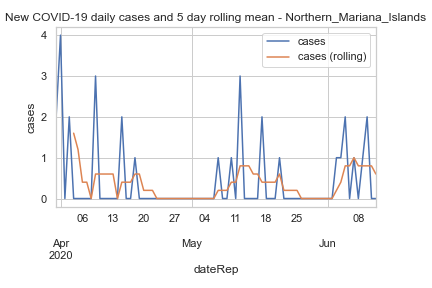 New COVID-19 daily cases and 5 day rolling mean - Northern_Mariana_Islands
cases
cases (rolling)
4
3
2
1
0
cases
06 13 20 27 04 11 18 25 08
Apr May Jun
2020
dateRep